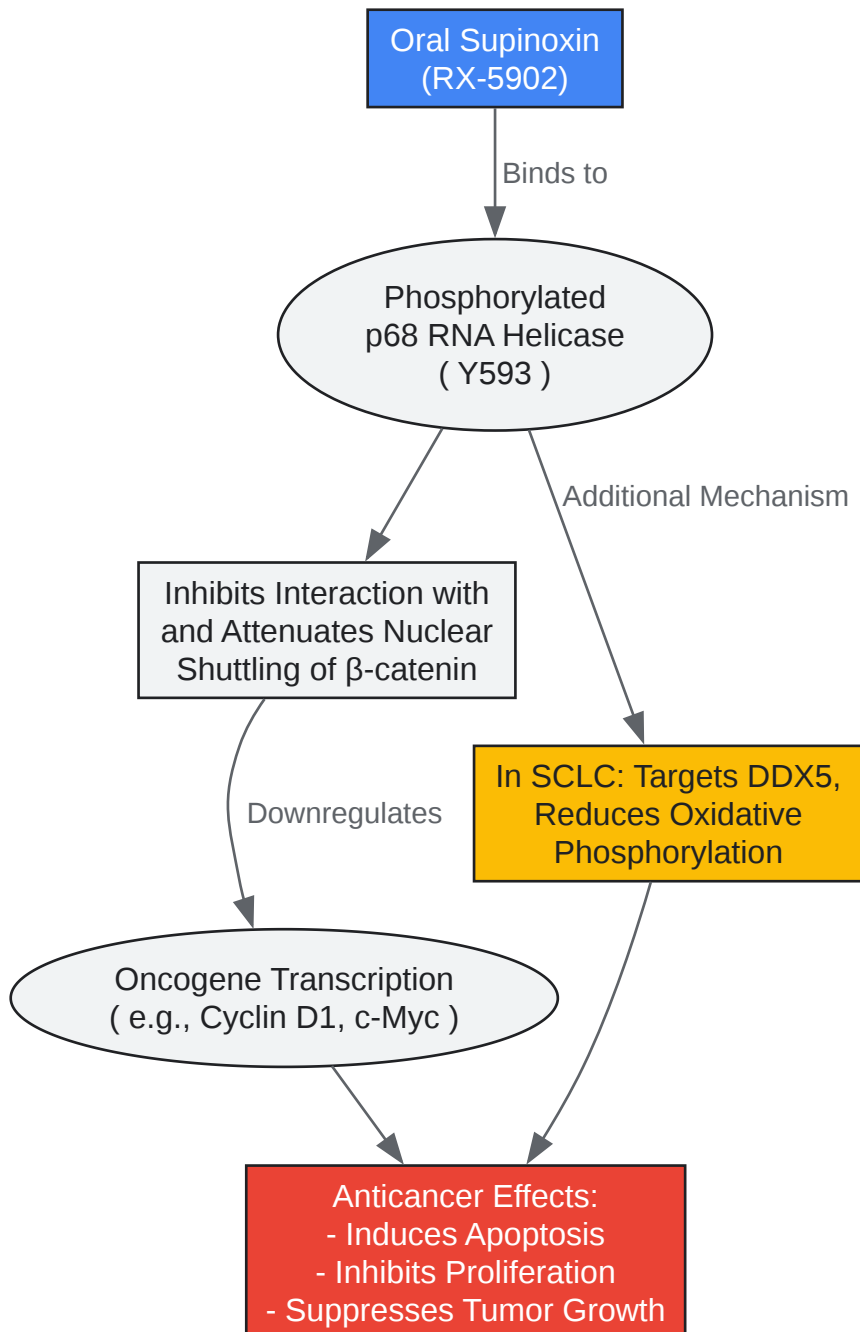 Oral Supinoxin
(RX-5902)
Binds to
Phosphorylated
p68 RNA Helicase
( Y593 )
Additional Mechanism
Inhibits Interaction with
and Attenuates Nuclear
Shuttling of β-catenin
In SCLC: Targets DDX5,
Reduces Oxidative
Phosphorylation
Downregulates
Oncogene Transcription
( e.g., Cyclin D1, c-Myc )
Anticancer Effects:
- Induces Apoptosis
- Inhibits Proliferation
- Suppresses Tumor Growth